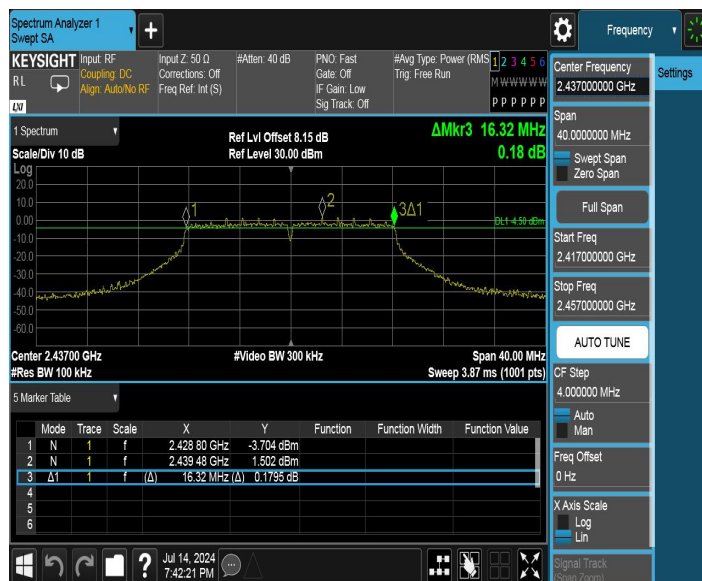 Spectrum Analyzer 1
Swept SA
+
Frequency
KEYSIGHT
RL
LNI
Input: RF
Coupling: DC
Align: Auto/No RF
Input Z: 50 Ω
Corrections: Off
Freq Ref: Int (S)
#Atten: 40 dB
PNO: Fast
Gate: Off
IF Gain: Low
Sig Track: Off
#Avg Type: Power (RMS
Trig: Free Run
1 2 3 4 5 6
M W W W W W
P P P P P P
1 Spectrum
Scale/Div 10 dB
Ref Lvl Offset 8.15 dB
Ref Level 30.00 dBm
ΔMkr3 16.32 MHz
0.18 dB
Log
20.0
10.0
0.00
-10.0
-20.0
-30.0
-40.0
-50.0
-60.0
1
2
3Δ1
DL1 -4.50 dBm
Center 2.43700 GHz
#Video BW 300 kHz
Span 40.00 MHz
#Res BW 100 kHz
Sweep 3.87 ms (1001 pts)
5 Marker Table
Mode Trace Scale X Y Function Function Width Function Value
1 N 1 f 2.428 80 GHz -3.704 dBm
2 N 1 f 2.439 48 GHz 1.502 dBm
3 Δ1 1 f (Δ) 16.32 MHz (Δ) 0.1795 dB
4
5
6
?
Jul 14, 2024
7:42:21 PM
Center Frequency
2.437000000 GHz
Settings
Span
40.0000000 MHz
Swept Span
Zero Span
Full Span
Start Freq
2.417000000 GHz
Stop Freq
2.457000000 GHz
AUTO TUNE
CF Step
4.000000 MHz
Auto
Man
Freq Offset
0 Hz
X Axis Scale
Log
Lin
Signal Track
(Span Zoom)